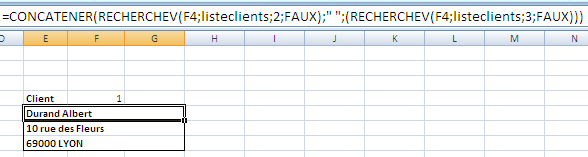 =CONCATENER(RECHERCHEV(F4;listeclients;2;FAUX);" ";(RECHERCHEV(F4;listeclients;3;FAUX)))
E F G H I J K L M N
Client 1
Durand Albert
10 rue des Fleurs
69000 LYON